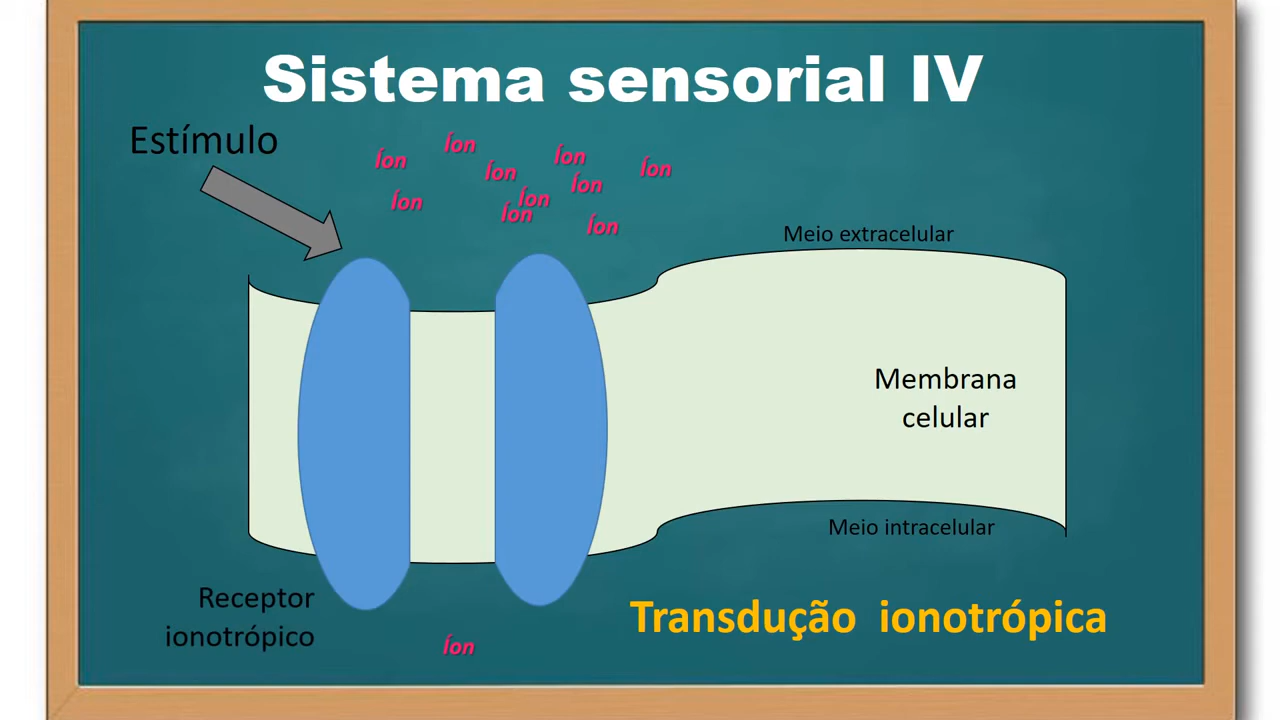 Sistema sensorial IV
Estímulo
Íon
Íon
Íon
Íon
Íon
Íon
Íon
Íon
Íon
Íon
Meio extracelular
Membrana
celular
Meio intracelular
Receptor
ionotrópico
Transdução ionotrópica
Íon